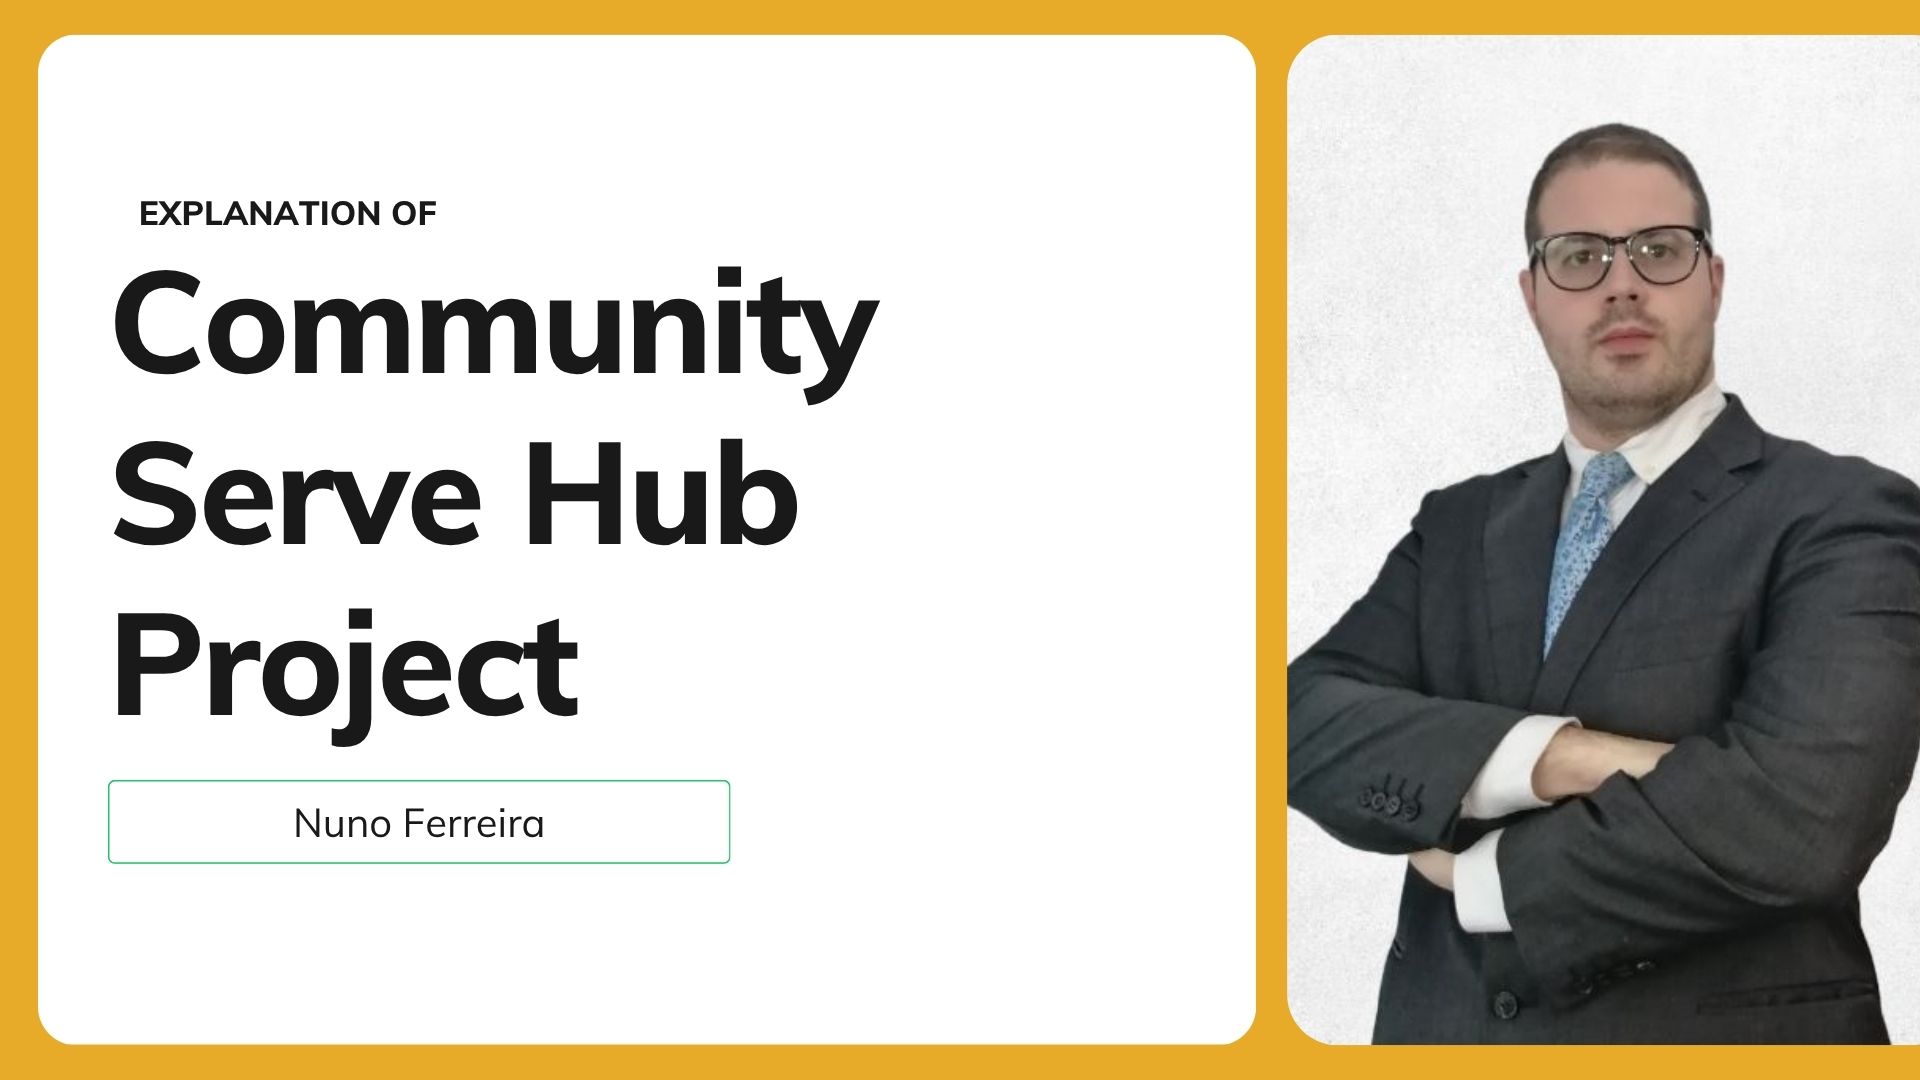 EXPLANATION OF
Community
Serve Hub
Project
Nuno Ferreira